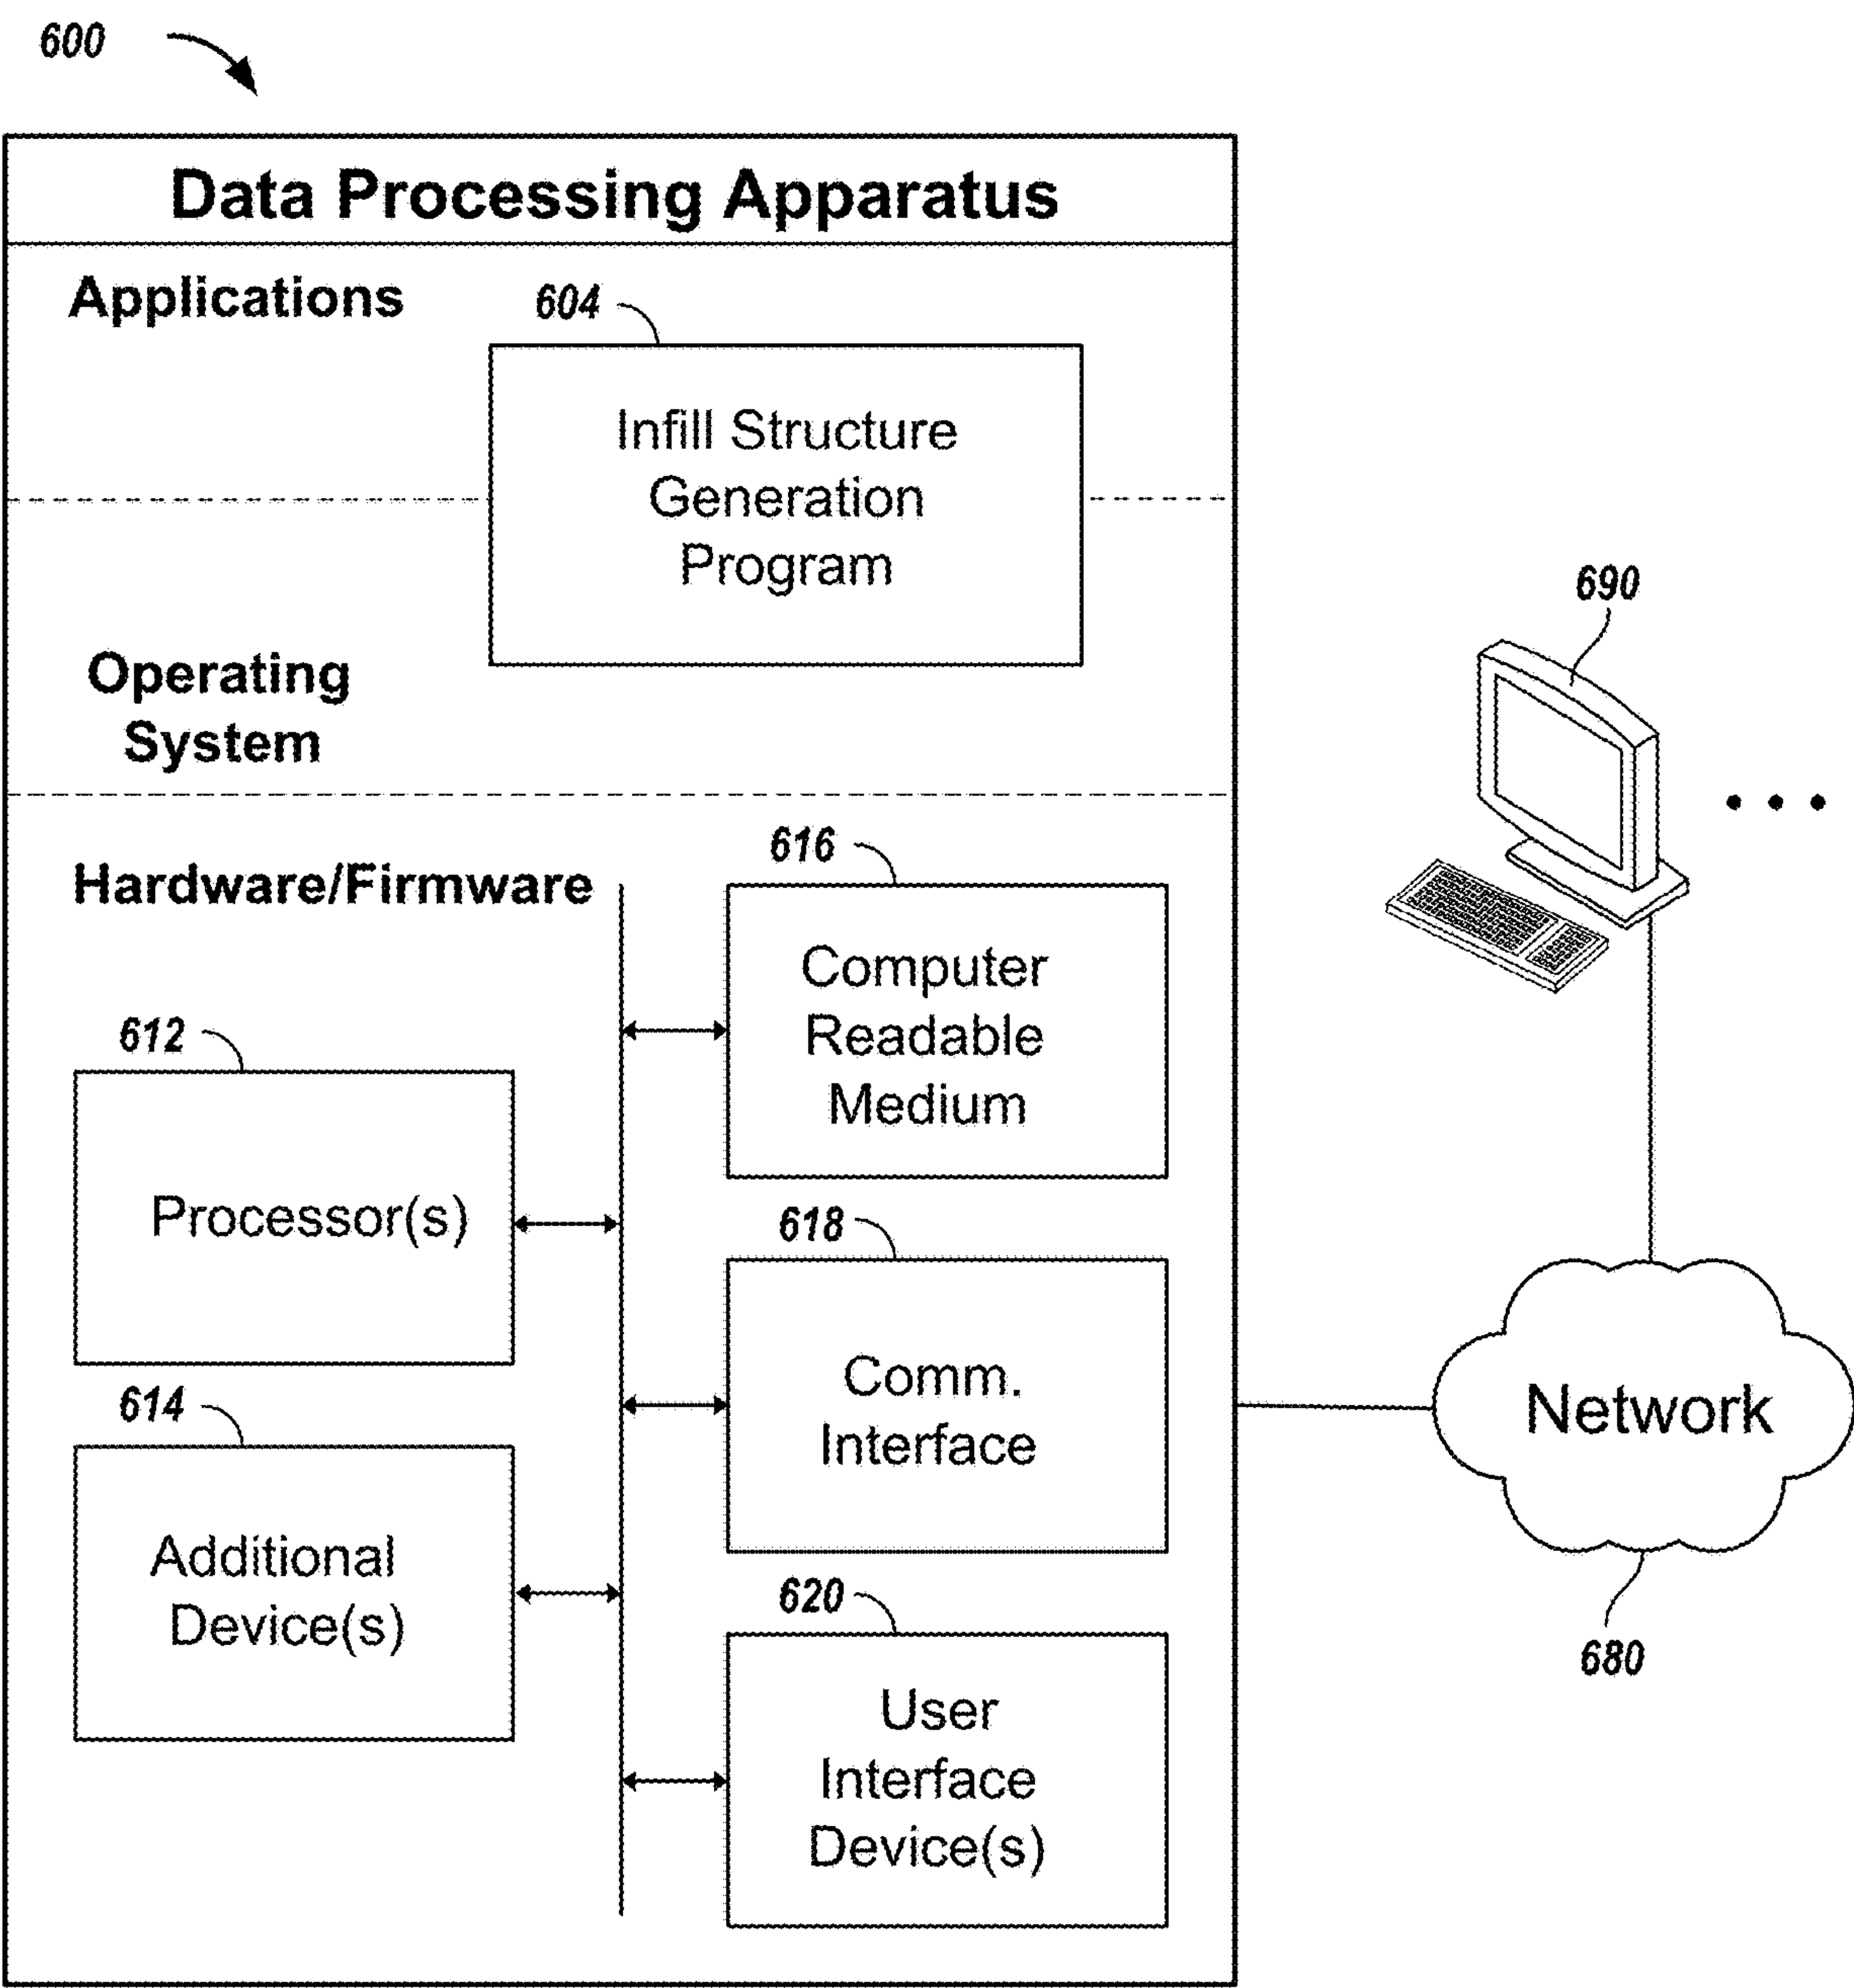 600
Data Processing Apparatus
Applications
604
Infill Structure
Generation
Program
Operating
System
690
• • •
Hardware/Firmware
616
Computer
Readable
Medium
612
Processor(s)
618
Comm.
Interface
614
Additional
Device(s)
620
User
Interface
Device(s)
Network
680